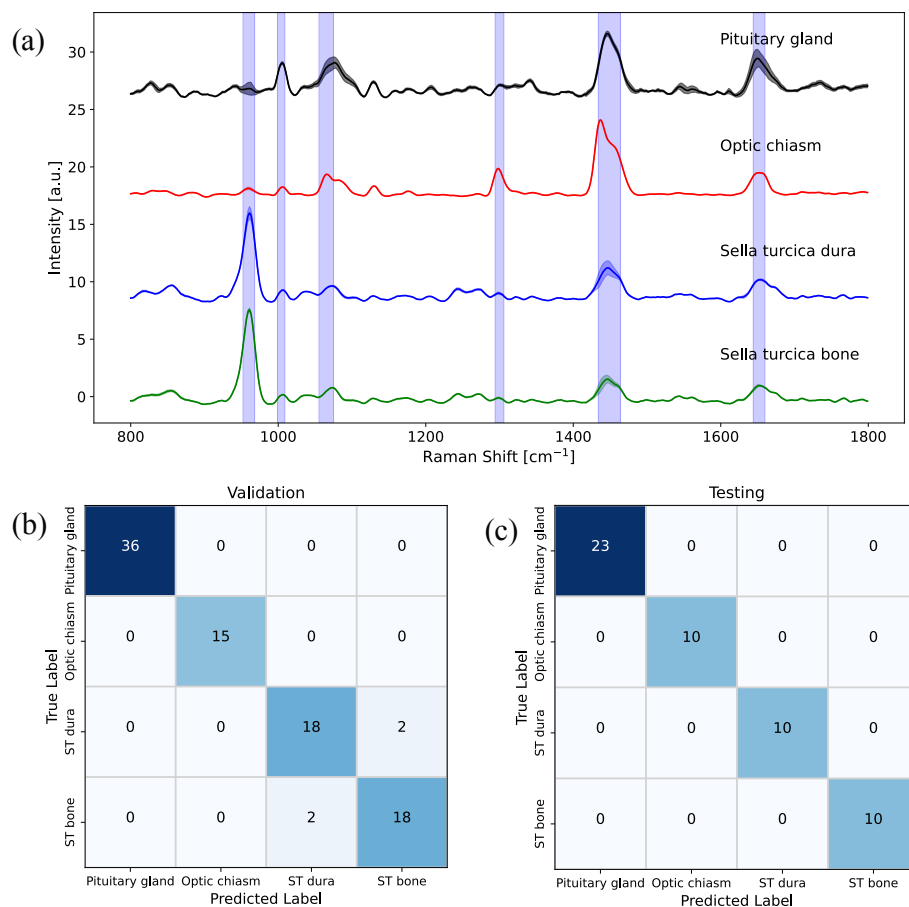 (a)
Intensity [a.u.]
30
25
20
15
10
5
0
Pituitary gland
Optic chiasm
Sella turcica dura
Sella turcica bone
800 1000 1200 1400 1600 1800
Raman Shift [cm⁻¹]
(b)
Validation
True Label
Pituitary gland
36 0 0 0
Optic chiasm
0 15 0 0
ST dura
0 0 18 2
ST bone
0 0 2 18
Pituitary gland Optic chiasm ST dura ST bone
Predicted Label
(c)
Testing
True Label
Pituitary gland
23 0 0 0
Optic chiasm
0 10 0 0
ST dura
0 0 10 0
ST bone
0 0 0 10
Pituitary gland Optic chiasm ST dura ST bone
Predicted Label